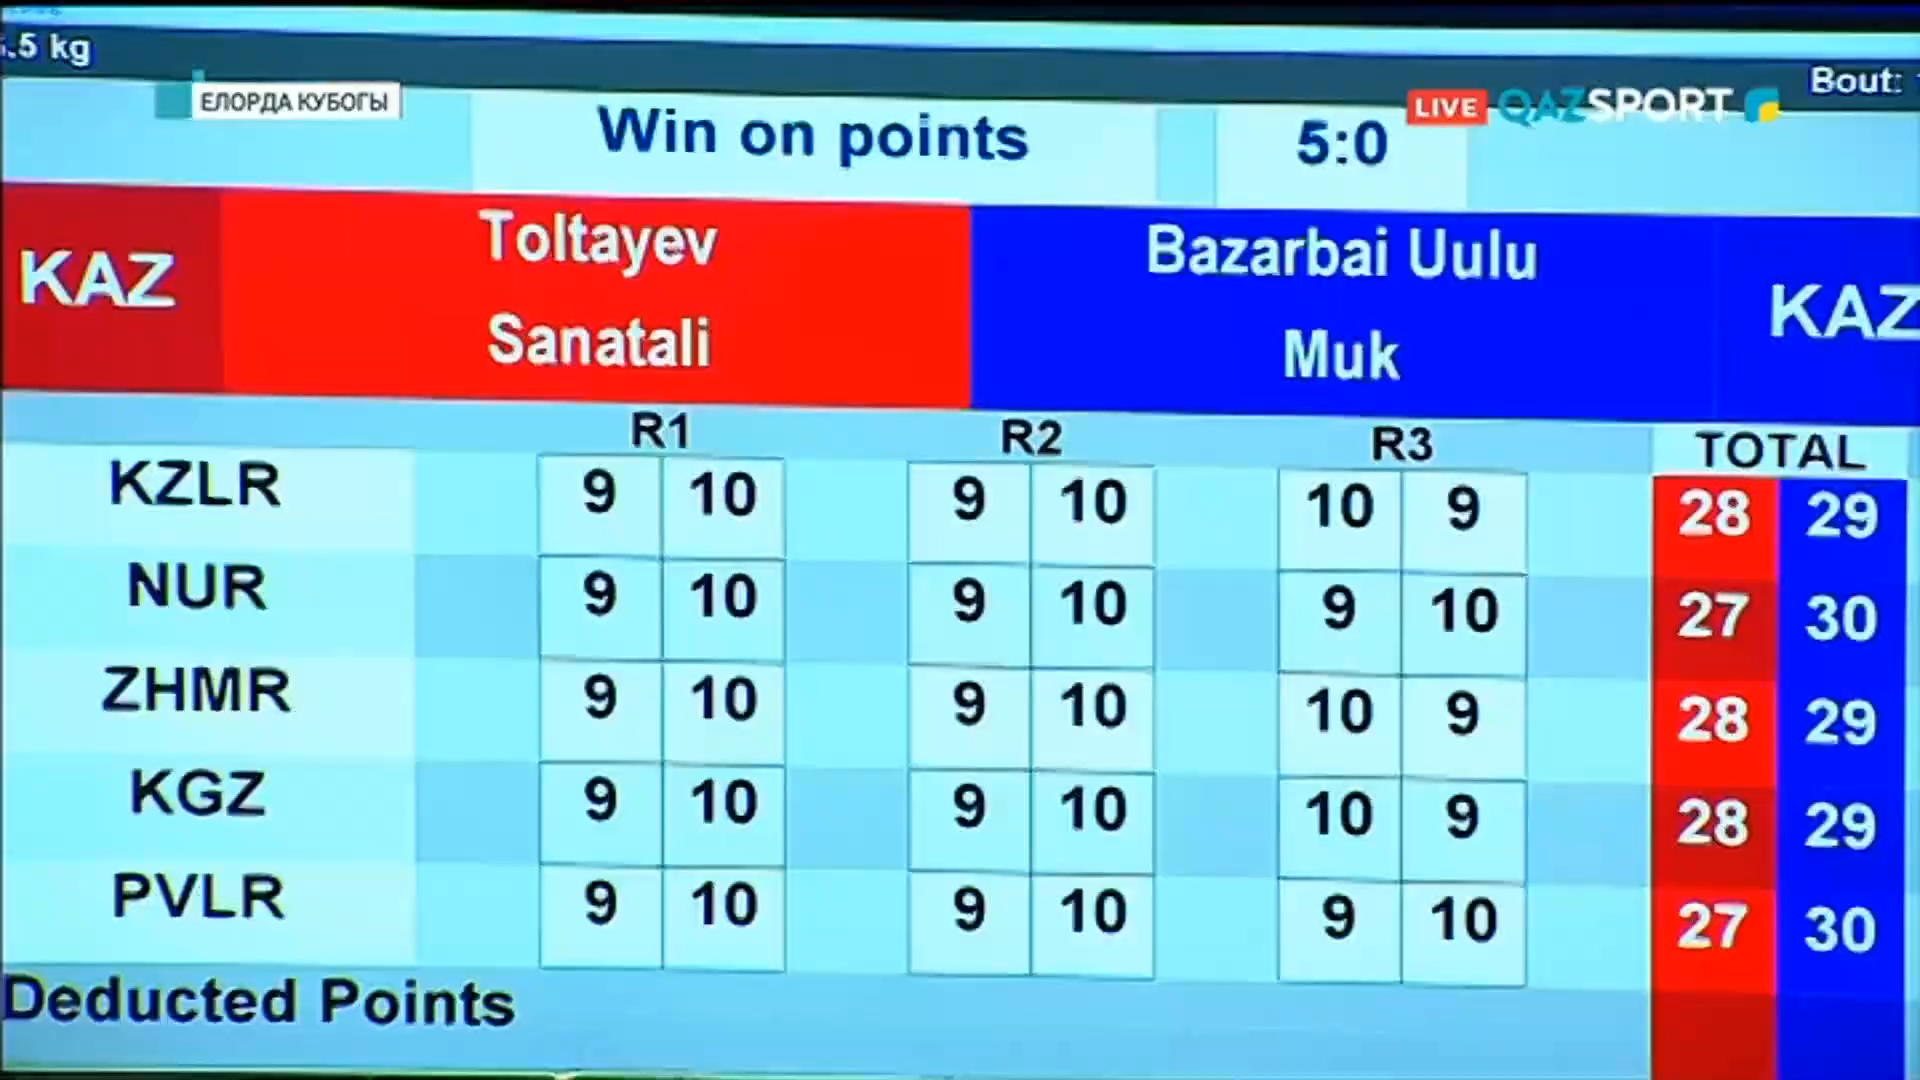 .5 kg
Bout:
ЕЛОРДА КУБОГЫ
LIVE QAZSPORT
Win on points 5:0
KAZ Toltayev Sanatali Bazarbai Uulu Muk KAZ
R1 R2 R3 TOTAL
KZLR 9 10 9 10 10 9 28 29
NUR 9 10 9 10 9 10 27 30
ZHMR 9 10 9 10 10 9 28 29
KGZ 9 10 9 10 10 9 28 29
PVLR 9 10 9 10 9 10 27 30
Deducted Points